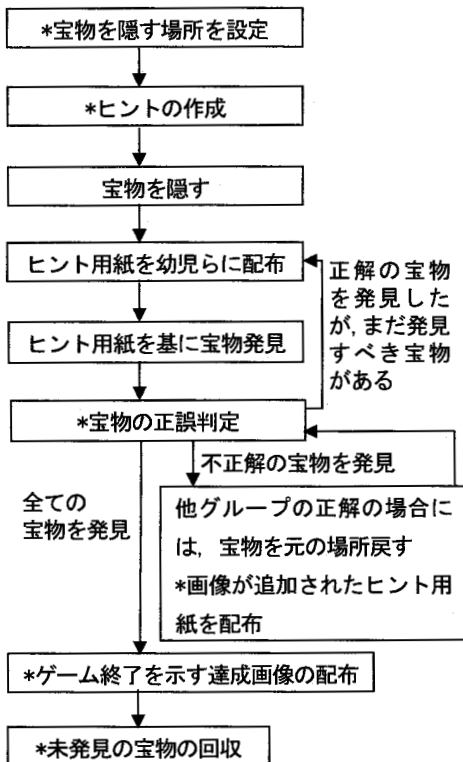 *宝物を隠す場所を設定
*ヒントの作成
宝物を隠す
ヒント用紙を幼児らに配布
正解の宝物
を発見した
が,まだ発見
すべき宝物
がある
ヒント用紙を基に宝物発見
*宝物の正誤判定
不正解の宝物を発見
全ての
宝物を発見
他グループの正解の場合に
は，宝物を元の場所戻す
*画像が追加されたヒント用
紙を配布
*ゲーム終了を示す達成画像の配布
*未発見の宝物の回収